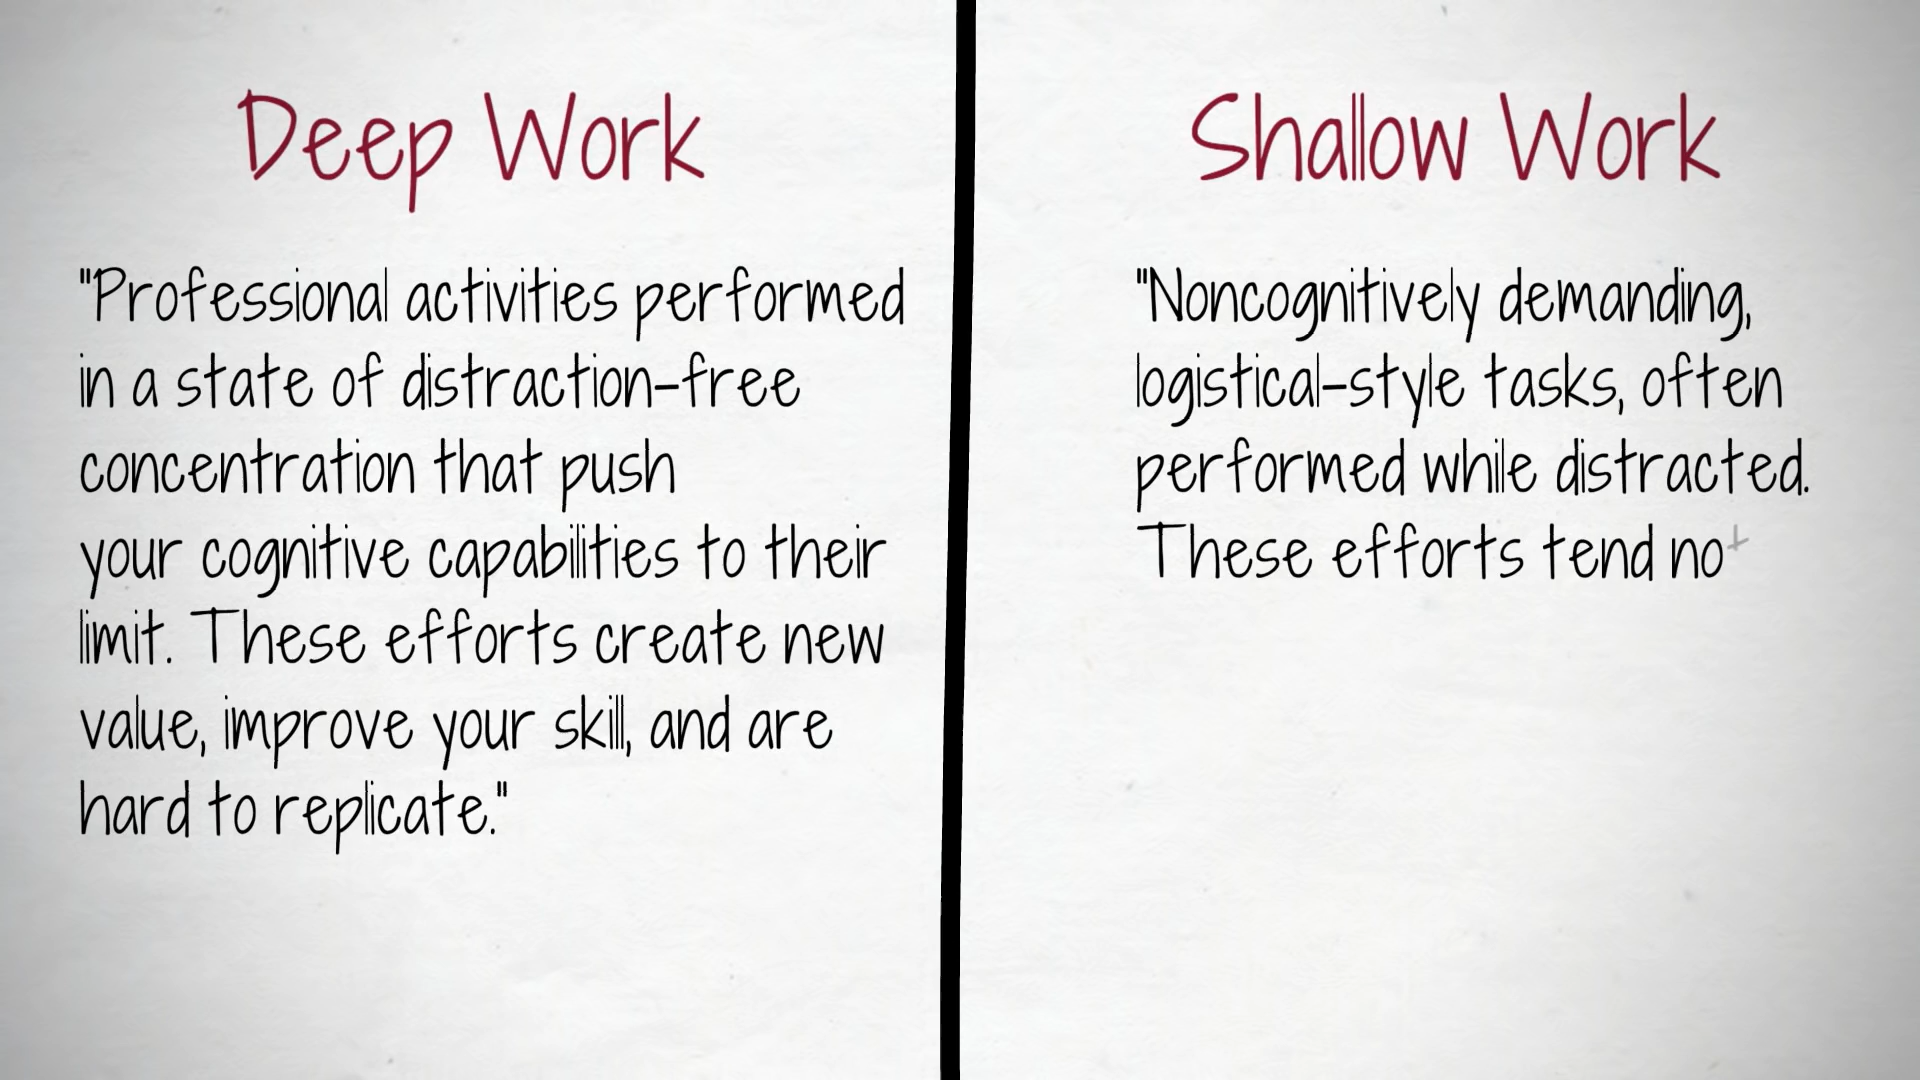 Deep Work
"Professional activities performed
in a state of distraction-free
concentration that push
your cognitive capabilities to their
limit. These efforts create new
value, improve your skill, and are
hard to replicate."
Shallow Work
"Noncognitively demanding,
logistical-style tasks, often
performed while distracted.
These efforts tend not